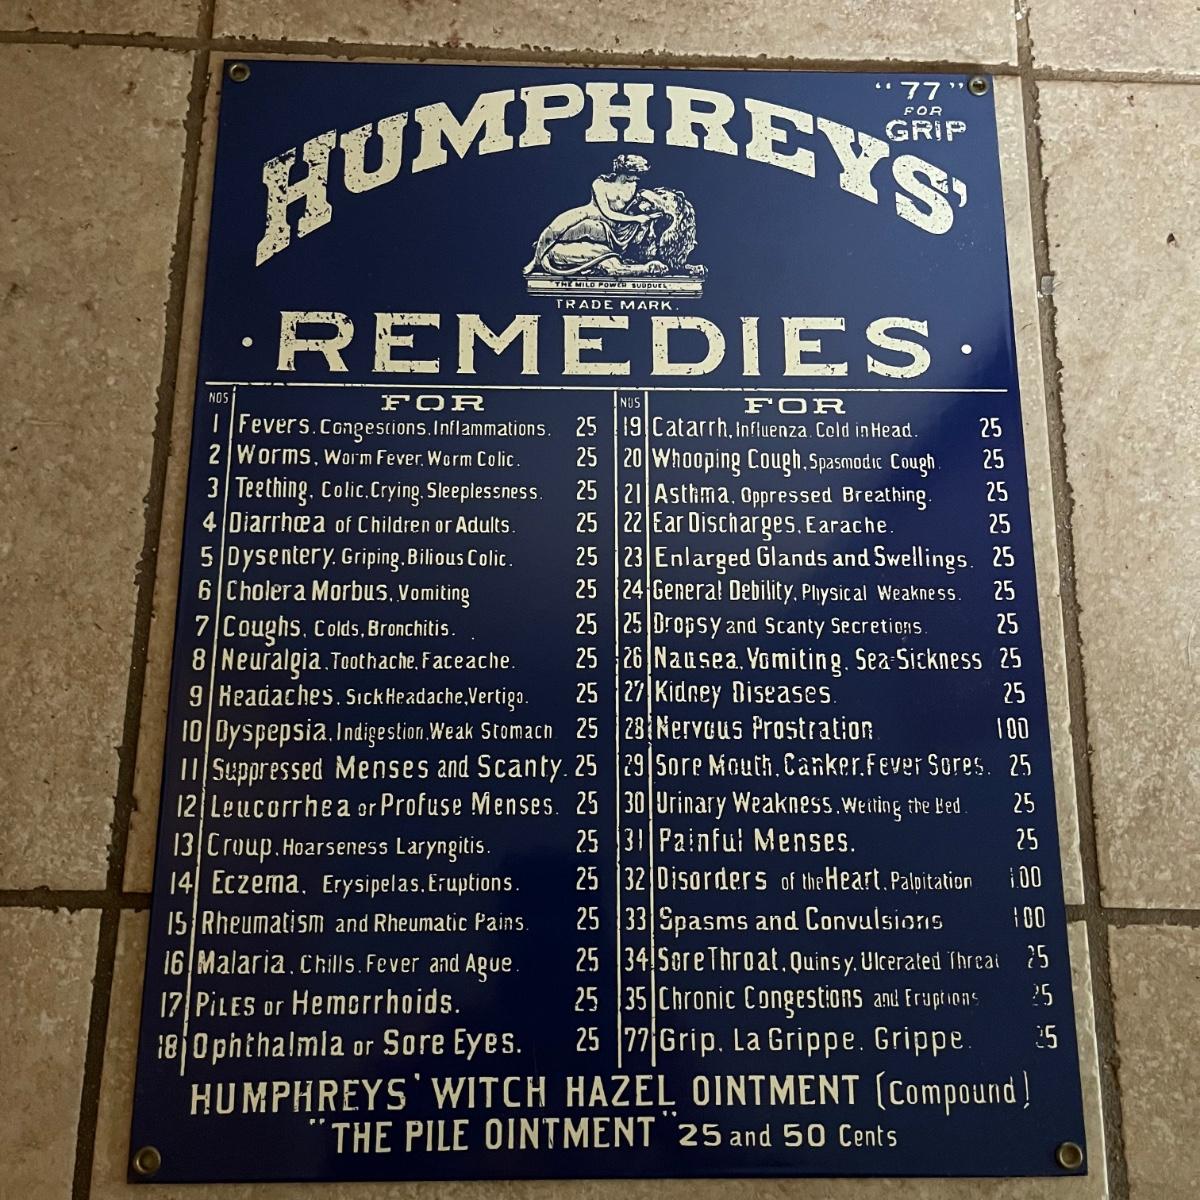 "77"
FOR
GRIP
HUMPHREYS'
THE MILD POWER SUBDUES
TRADE MARK.
· REMEDIES ·
NOS FOR
1 Fevers, Congestions, Inflammations. 25
2 Worms, Worm Fever, Worm Colic. 25
3 Teething, Colic, Crying, Sleeplessness. 25
4 Diarrhœa of Children or Adults. 25
5 Dysentery, Griping, Bilious Colic. 25
6 Cholera Morbus, Vomiting 25
7 Coughs, Colds, Bronchitis. 25
8 Neuralgia, Toothache, Faceache. 25
9 Headaches, Sick Headache, Vertigo. 25
10 Dyspepsia, Indigestion, Weak Stomach 25
11 Suppressed Menses and Scanty. 25
12 Leucorrhea or Profuse Menses. 25
13 Croup, Hoarseness Laryngitis. 25
14 Eczema, Erysipelas, Eruptions. 25
15 Rheumatism and Rheumatic Pains. 25
16 Malaria, Chills, Fever and Ague. 25
17 PILES or Hemorrhoids. 25
18 Ophthalmia or Sore Eyes. 25
NOS FOR
19 Catarrh, Influenza, Cold in Head. 25
20 Whooping Cough, Spasmodic Cough. 25
21 Asthma, Oppressed Breathing. 25
22 Ear Discharges, Earache. 25
23 Enlarged Glands and Swellings. 25
24 General Debility, Physical Weakness. 25
25 Dropsy and Scanty Secretions. 25
26 Nausea, Vomiting, Sea-Sickness 25
27 Kidney Diseases. 25
28 Nervous Prostration 100
29 Sore Mouth, Canker, Fever Sores. 25
30 Urinary Weakness, Wetting the Bed. 25
31 Painful Menses. 25
32 Disorders of the Heart, Palpitation 1.00
33 Spasms and Convulsions 100
34 Sore Throat, Quinsy, Ulcerated Throat 25
35 Chronic Congestions and Eruptions 25
77 Grip, La Grippe, Grippe. 25
HUMPHREYS' WITCH HAZEL OINTMENT (Compound)
"THE PILE OINTMENT" 25 and 50 Cents